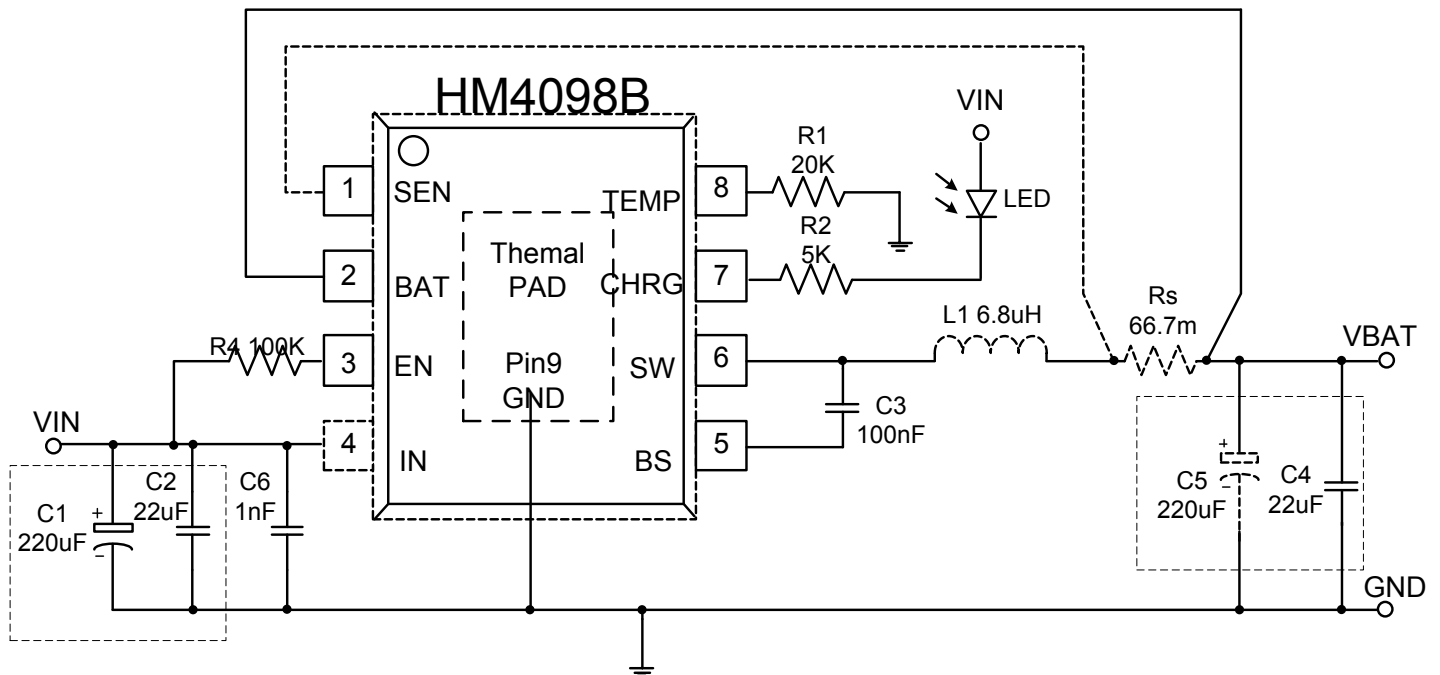 HM4098B
VIN
R1
20K
1
SEN
TEMP
8
LED
R2
5K
Themal
PAD
2
BAT
CHRG
7
L1 6.8uH
Rs
66.7m
R4 100K
3
EN
Pin9
GND
SW
6
VBAT
C3
100nF
VIN
4
IN
BS
5
C2
22uF
C6
1nF
C1
220uF
+
−
C5
220uF
+
−
C4
22uF
GND